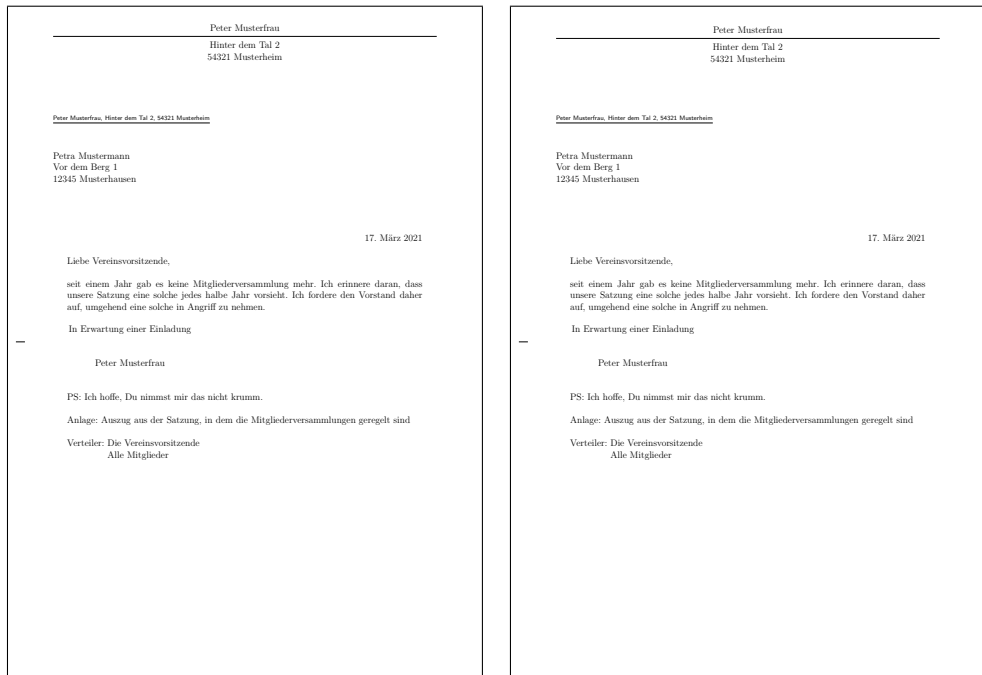 Peter Musterfrau
Hinter dem Tal 2
54321 Musterheim
Peter Musterfrau, Hinter dem Tal 2, 54321 Musterheim
Petra Mustermann
Vor dem Berg 1
12345 Musterhausen
17. März 2021
Liebe Vereinsvorsitzende,
seit einem Jahr gab es keine Mitgliederversammlung mehr. Ich erinnere daran, dass
unsere Satzung eine solche jedes halbe Jahr vorsieht. Ich fordere den Vorstand daher
auf, umgehend eine solche in Angriff zu nehmen.
In Erwartung einer Einladung
Peter Musterfrau
PS: Ich hoffe, Du nimmst mir das nicht krumm.
Anlage: Auszug aus der Satzung, in dem die Mitgliederversammlungen geregelt sind
Verteiler: Die Vereinsvorsitzende
Alle Mitglieder
Peter Musterfrau
Hinter dem Tal 2
54321 Musterheim
Peter Musterfrau, Hinter dem Tal 2, 54321 Musterheim
Petra Mustermann
Vor dem Berg 1
12345 Musterhausen
17. März 2021
Liebe Vereinsvorsitzende,
seit einem Jahr gab es keine Mitgliederversammlung mehr. Ich erinnere daran, dass
unsere Satzung eine solche jedes halbe Jahr vorsieht. Ich fordere den Vorstand daher
auf, umgehend eine solche in Angriff zu nehmen.
In Erwartung einer Einladung
Peter Musterfrau
PS: Ich hoffe, Du nimmst mir das nicht krumm.
Anlage: Auszug aus der Satzung, in dem die Mitgliederversammlungen geregelt sind
Verteiler: Die Vereinsvorsitzende
Alle Mitglieder